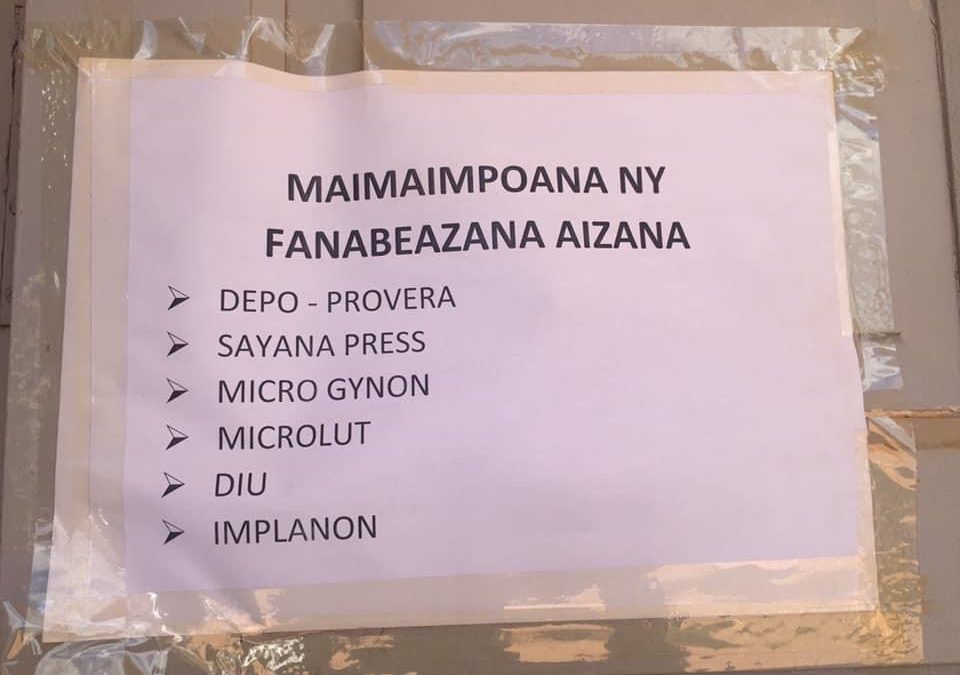 MAIMAIMPOANA NY
FANABEAZANA AIZANA
➢ DEPO - PROVERA
➢ SAYANA PRESS
➢ MICRO GYNON
➢ MICROLUT
➢ DIU
➢ IMPLANON